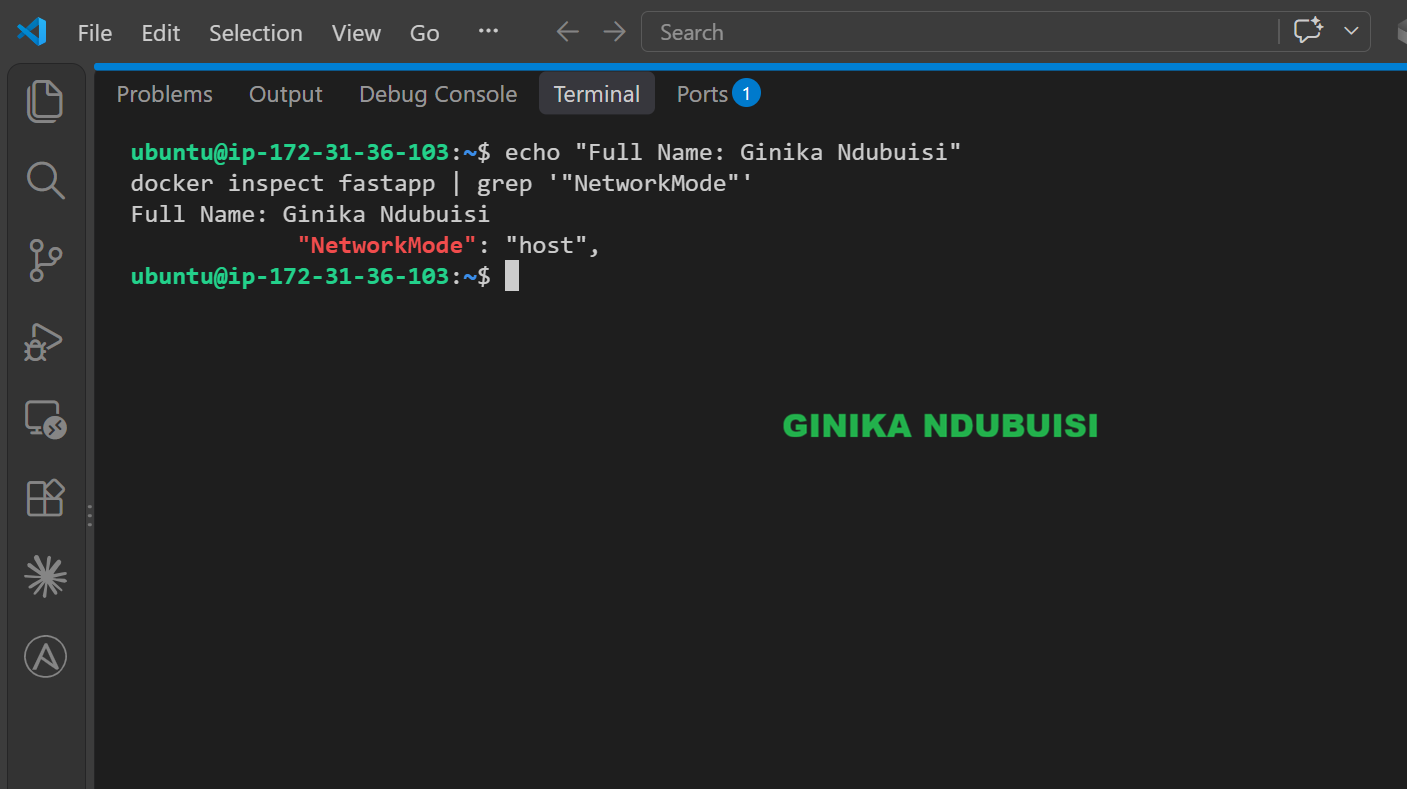 File Edit Selection View Go ··· Search
Problems Output Debug Console Terminal Ports 1
ubuntu@ip-172-31-36-103:~$ echo "Full Name: Ginika Ndubuisi"
docker inspect fastapp | grep '"NetworkMode"'
Full Name: Ginika Ndubuisi
"NetworkMode": "host",
ubuntu@ip-172-31-36-103:~$
GINIKA NDUBUISI